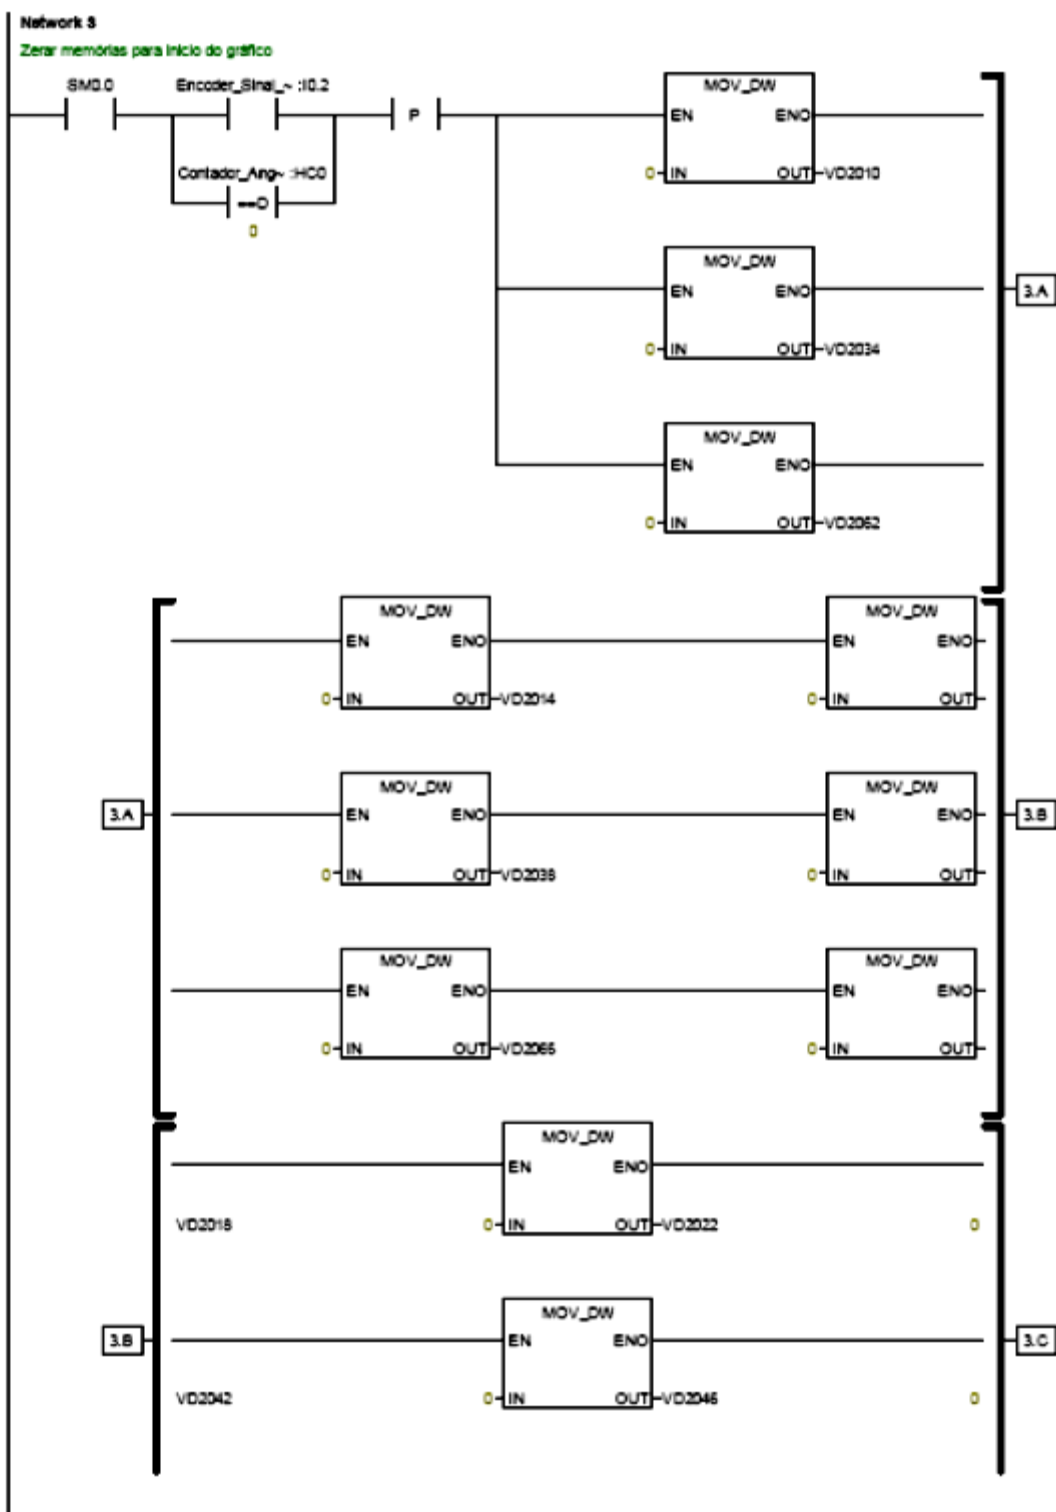 Network 3
Zerar memórias para início do gráfico
SM0.0 Encoder_Sinal_~ :I0.2 MOV_DW
P EN ENO
Contador_Ang~ :HC0 0 IN OUT VD2010
==D
0
MOV_DW
EN ENO 3.A
0 IN OUT VD2034
MOV_DW
EN ENO
0 IN OUT
MOV_DW MOV_DW
EN ENO EN ENO
0 IN OUT VD2014 0 IN OUT
MOV_DW MOV_DW
3.A EN ENO EN ENO 3.B
0 IN OUT VD2038 0 IN OUT
MOV_DW MOV_DW
EN ENO EN ENO
0 IN OUT 0 IN OUT
MOV_DW
EN ENO
VD2018 0 IN OUT VD2022 0
MOV_DW
3.B EN ENO 3.C
VD2042 0 IN OUT VD2046 0